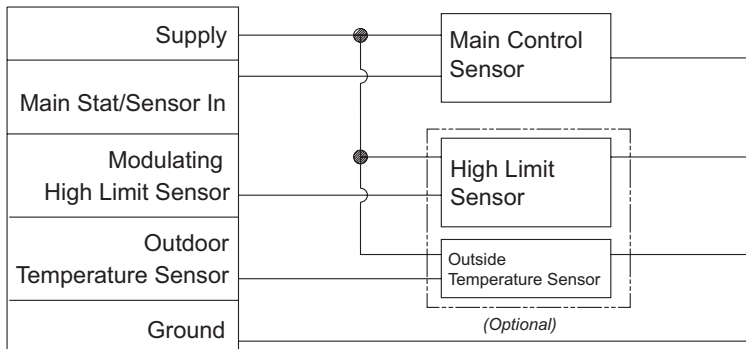 Supply
Main Stat/Sensor In
Modulating
High Limit Sensor
Outdoor
Temperature Sensor
Ground
Main Control
Sensor
High Limit
Sensor
Outside
Temperature Sensor
(Optional)